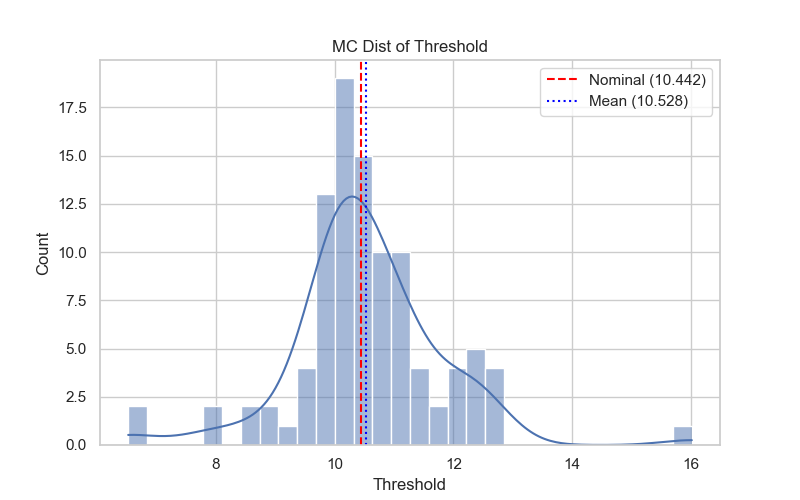 MC Dist of Threshold
Nominal (10.442)
Mean (10.528)
Count
17.5
15.0
12.5
10.0
7.5
5.0
2.5
0.0
8 10 12 14 16
Threshold